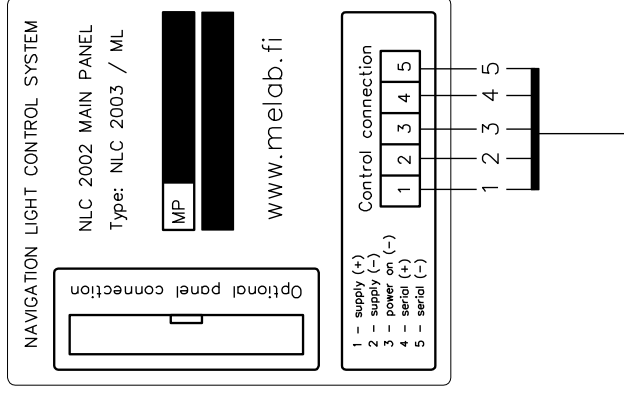 NAVIGATION LIGHT CONTROL SYSTEM
NLC 2002 MAIN PANEL
Type: NLC 2003 / ML
MP
www.melab.fi
Optional panel connection
Control connection
1 2 3 4 5
1 2 3 4 5
1 - supply (+)
2 - supply (-)
3 - power on (-)
4 - serial (+)
5 - serial (-)